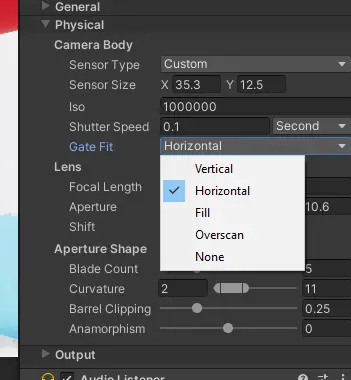 General
Physical
Camera Body
Sensor Type Custom
Sensor Size X 35.3 Y 12.5
Iso 1000000
Shutter Speed 0.1 Second
Gate Fit Horizontal
Lens Vertical
Focal Length Horizontal
Aperture Fill 10.6
Shift Overscan
Aperture Shape None
Blade Count 5
Curvature 2 11
Barrel Clipping 0.25
Anamorphism 0
Output
Audio Listener